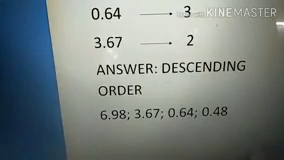 0.64 → 3
KINEMASTER
3.67 → 2
ANSWER: DESCENDING
ORDER
6.98; 3.67; 0.64; 0.48